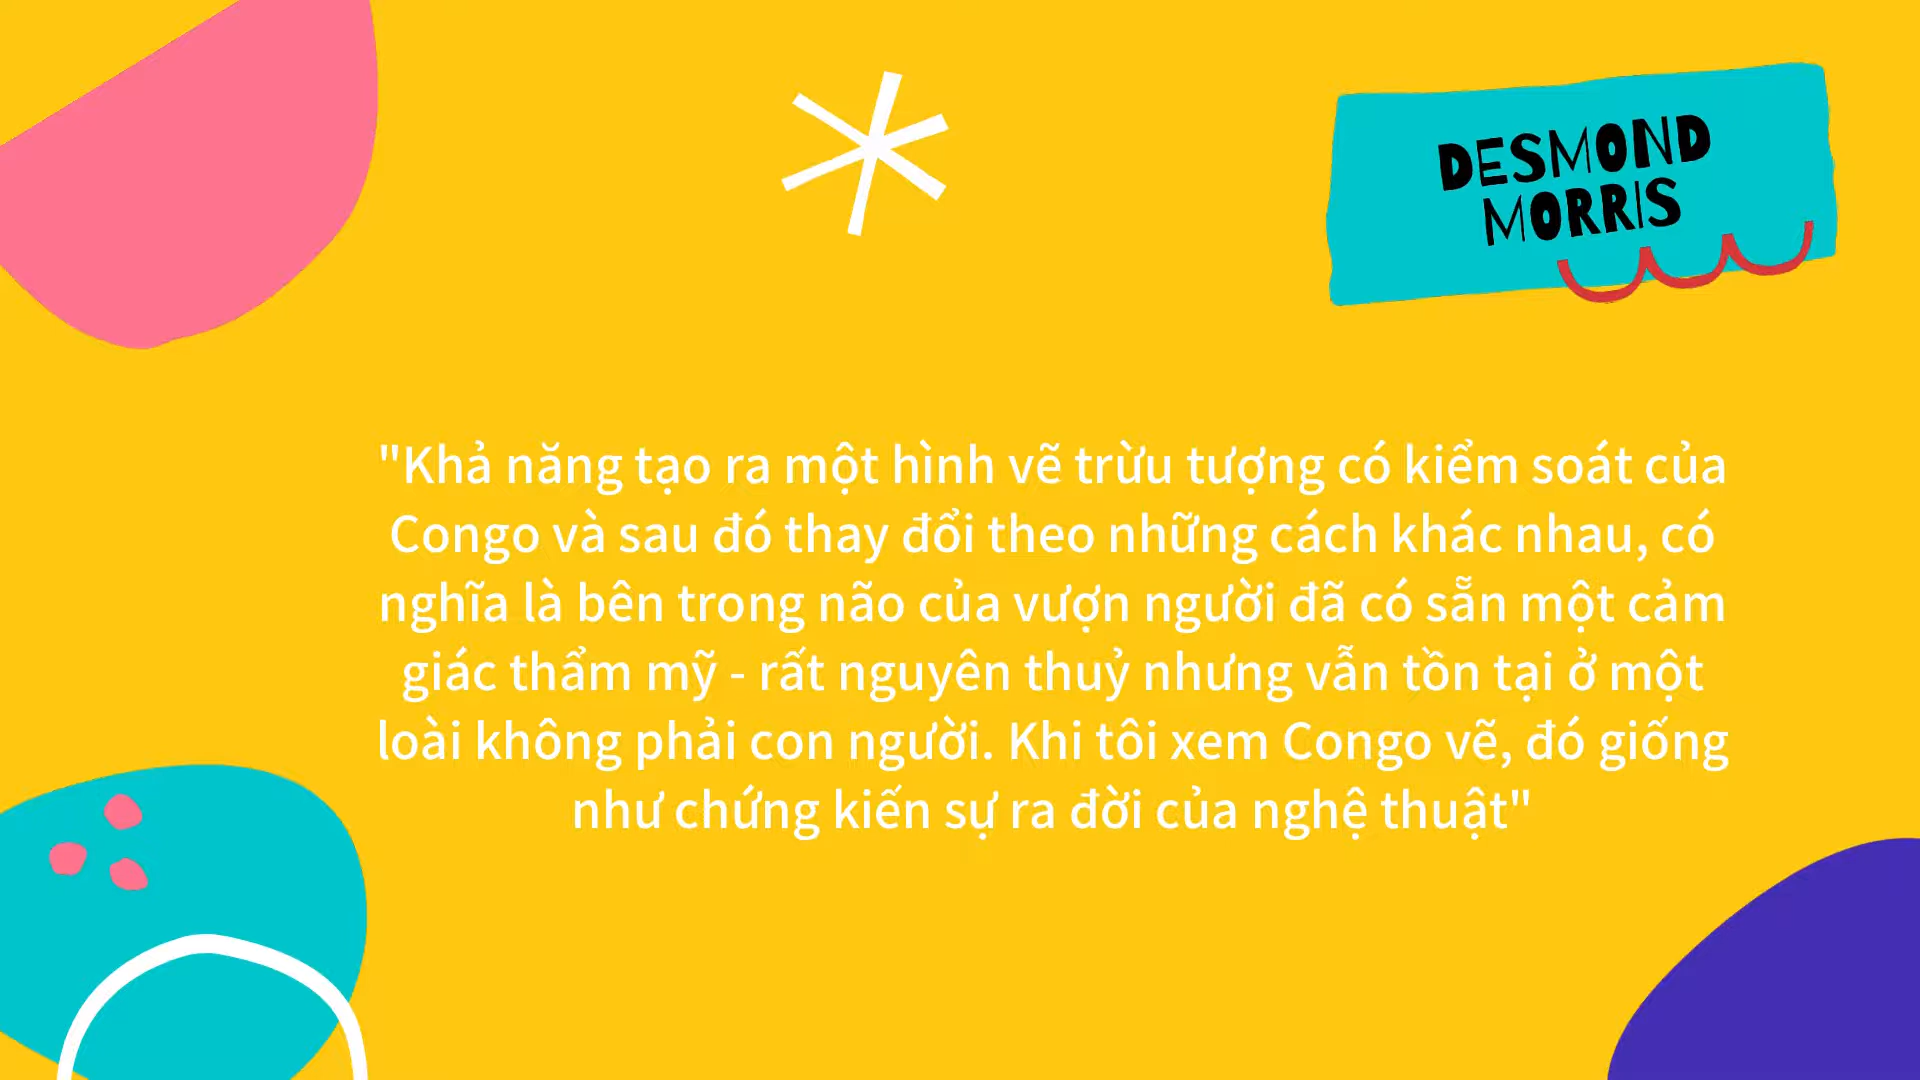 DESMOND
MORRIS
"Khả năng tạo ra một hình vẽ trừu tượng có kiểm soát của
Congo và sau đó thay đổi theo những cách khác nhau, có
nghĩa là bên trong não của vượn người đã có sẵn một cảm
giác thẩm mỹ - rất nguyên thuỷ nhưng vẫn tồn tại ở một
loài không phải con người. Khi tôi xem Congo vẽ, đó giống
như chứng kiến sự ra đời của nghệ thuật"